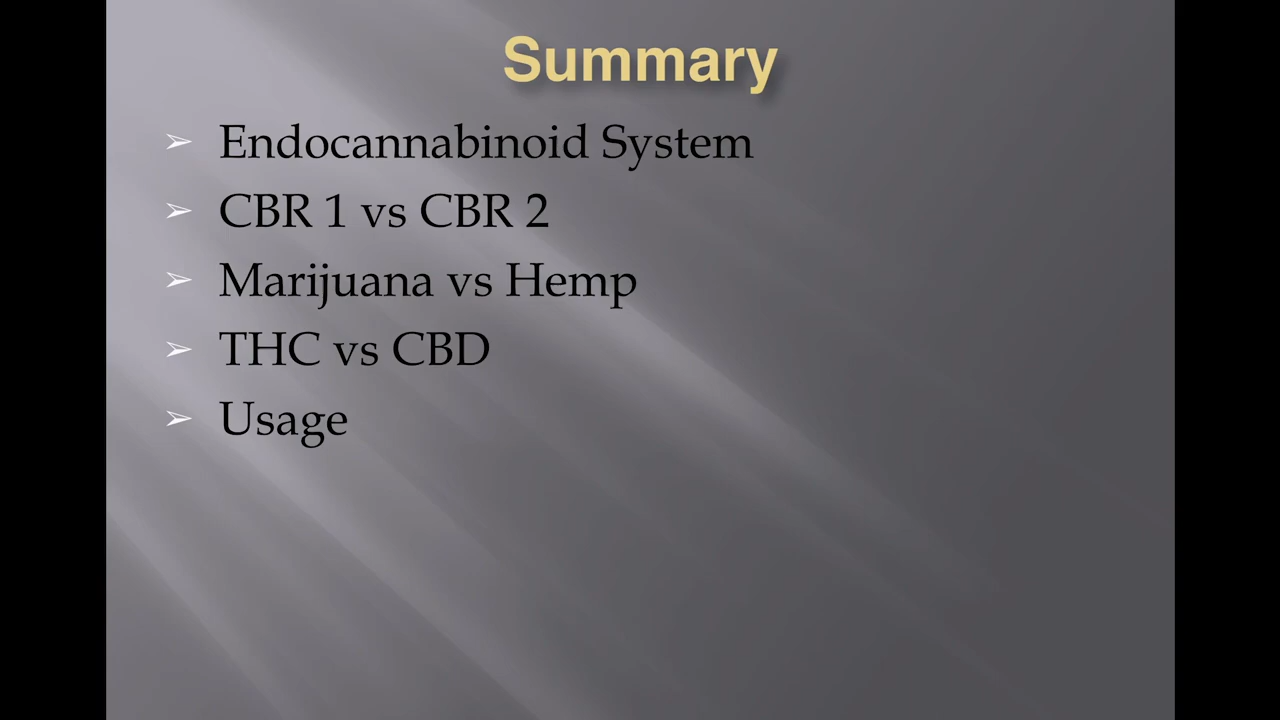 Summary
➢ Endocannabinoid System
➢ CBR 1 vs CBR 2
➢ Marijuana vs Hemp
➢ THC vs CBD
➢ Usage